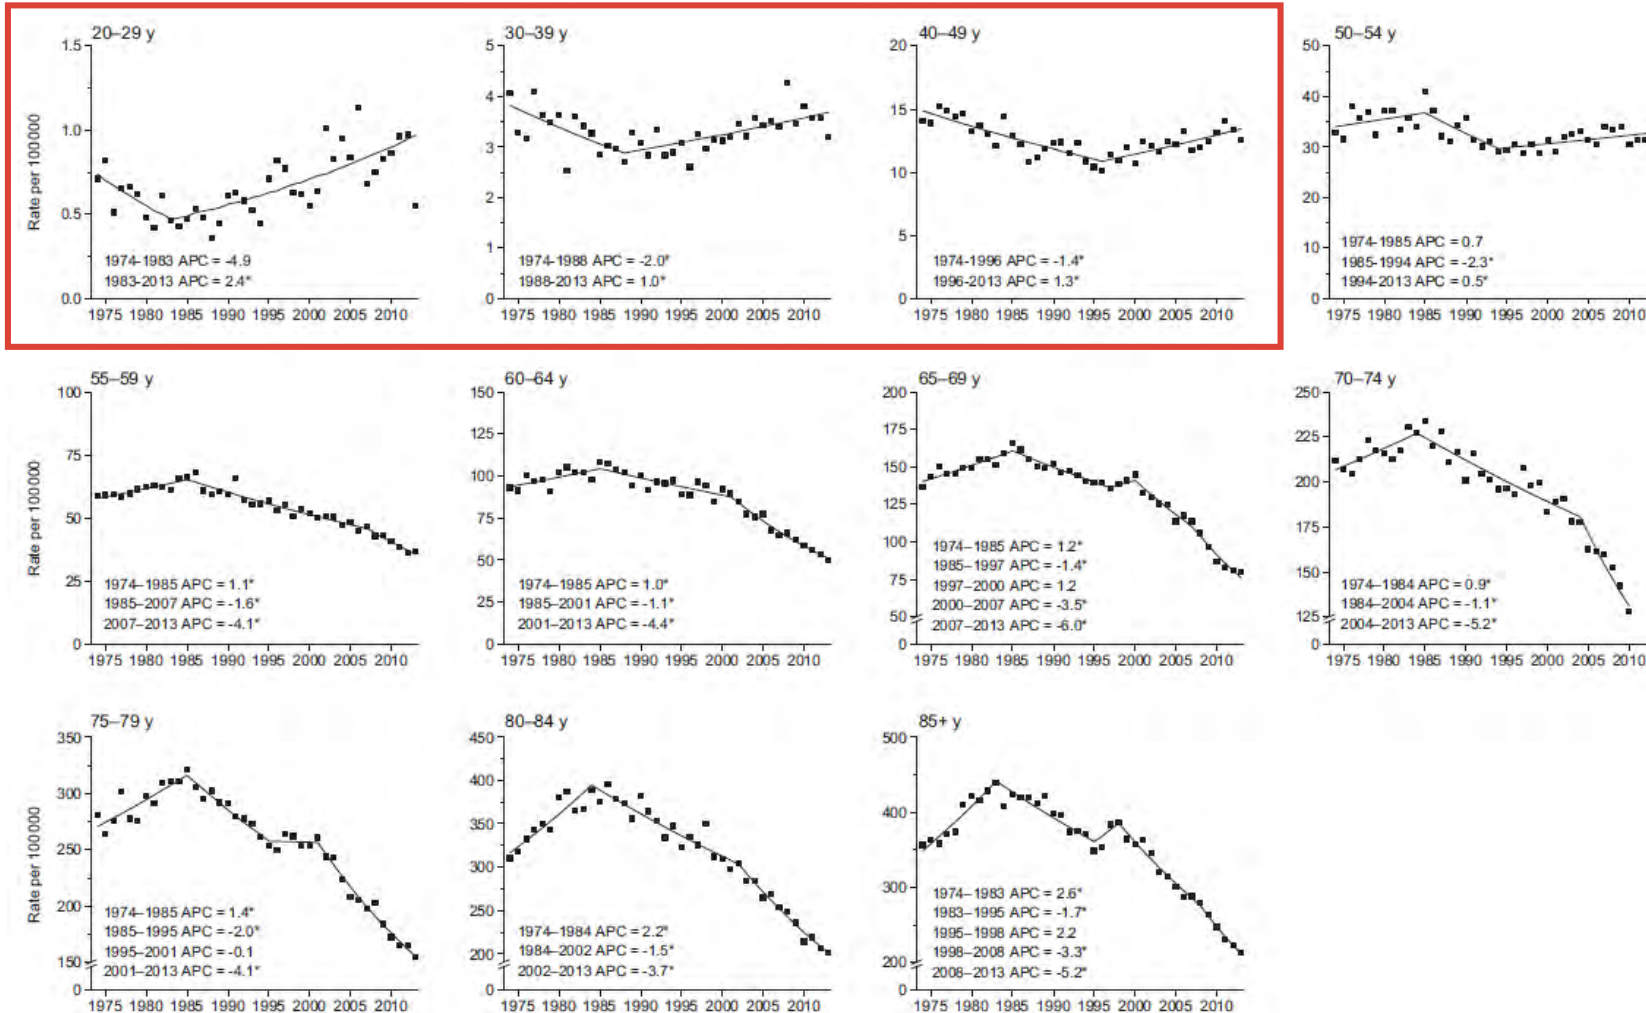 20–29 y
Rate per 100000
1.5
1.0
0.5
0.0
1974-1983 APC = -4.9
1983-2013 APC = 2.4*
1975 1980 1985 1990 1995 2000 2005 2010
30–39 y
5
4
3
2
1
0
1974-1988 APC = -2.0*
1988-2013 APC = 1.0*
1975 1980 1985 1990 1995 2000 2005 2010
40–49 y
20
15
10
5
0
1974-1996 APC = -1.4*
1996-2013 APC = 1.3*
1975 1980 1985 1990 1995 2000 2005 2010
50–54 y
50
40
30
20
10
0
1974-1985 APC = 0.7
1985-1994 APC = -2.3*
1994-2013 APC = 0.5*
1975 1980 1985 1990 1995 2000 2005 2010
55–59 y
Rate per 100000
100
75
50
25
0
1974–1985 APC = 1.1*
1985–2007 APC = -1.6*
2007–2013 APC = -4.1*
1975 1980 1985 1990 1995 2000 2005 2010
60–64 y
150
125
100
75
50
25
0
1974–1985 APC = 1.0*
1985–2001 APC = -1.1*
2001–2013 APC = -4.4*
1975 1980 1985 1990 1995 2000 2005 2010
65–69 y
200
175
150
125
100
75
50
0
1974–1985 APC = 1.2*
1985–1997 APC = -1.4*
1997–2000 APC = 1.2
2000–2007 APC = -3.5*
2007–2013 APC = -6.0*
1975 1980 1985 1990 1995 2000 2005 2010
70–74 y
250
225
200
175
150
125
0
1974–1984 APC = 0.9*
1984–2004 APC = -1.1*
2004–2013 APC = -5.2*
1975 1980 1985 1990 1995 2000 2005 2010
75–79 y
Rate per 100000
350
300
250
200
150
0
1974–1985 APC = 1.4*
1985–1995 APC = -2.0*
1995–2001 APC = -0.1
2001–2013 APC = -4.1*
1975 1980 1985 1990 1995 2000 2005 2010
80–84 y
450
400
350
300
250
200
0
1974–1984 APC = 2.2*
1984–2002 APC = -1.5*
2002–2013 APC = -3.7*
1975 1980 1985 1990 1995 2000 2005 2010
85+ y
500
400
300
200
0
1974–1983 APC = 2.6*
1983–1995 APC = -1.7*
1995–1998 APC = 2.2
1998–2008 APC = -3.3*
2008–2013 APC = -5.2*
1975 1980 1985 1990 1995 2000 2005 2010